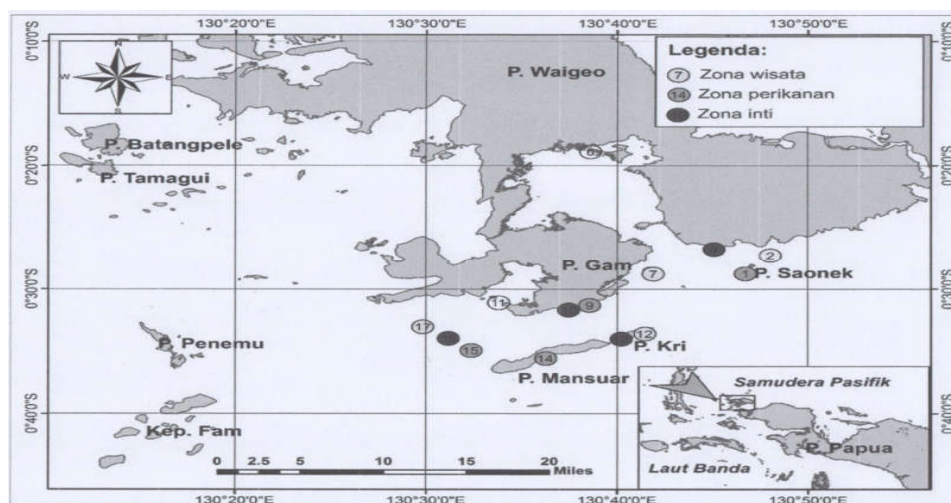 130°20'0"E 130°30'0"E 130°40'0"E 130°50'0"E
0°10'0"S 0°10'0"S
N
W E
S
P. Waigeo
Legenda:
7 Zona wisata
14 Zona perikanan
Zona inti
P. Batangpele
6
0°20'0"S 0°20'0"S
P. Tamagui
2
P. Gam 7 1 P. Saonek
0°30'0"S 0°30'0"S
11 9
17 12
15 P. Kri
P. Penemu 14
P. Mansuar
Samudera Pasifik
0°40'0"S 0°40'0"S
Kep. Fam
P. Papua
Laut Banda
0 2.5 5 10 15 20
Miles
130°20'0"E 130°30'0"E 130°40'0"E 130°50'0"E